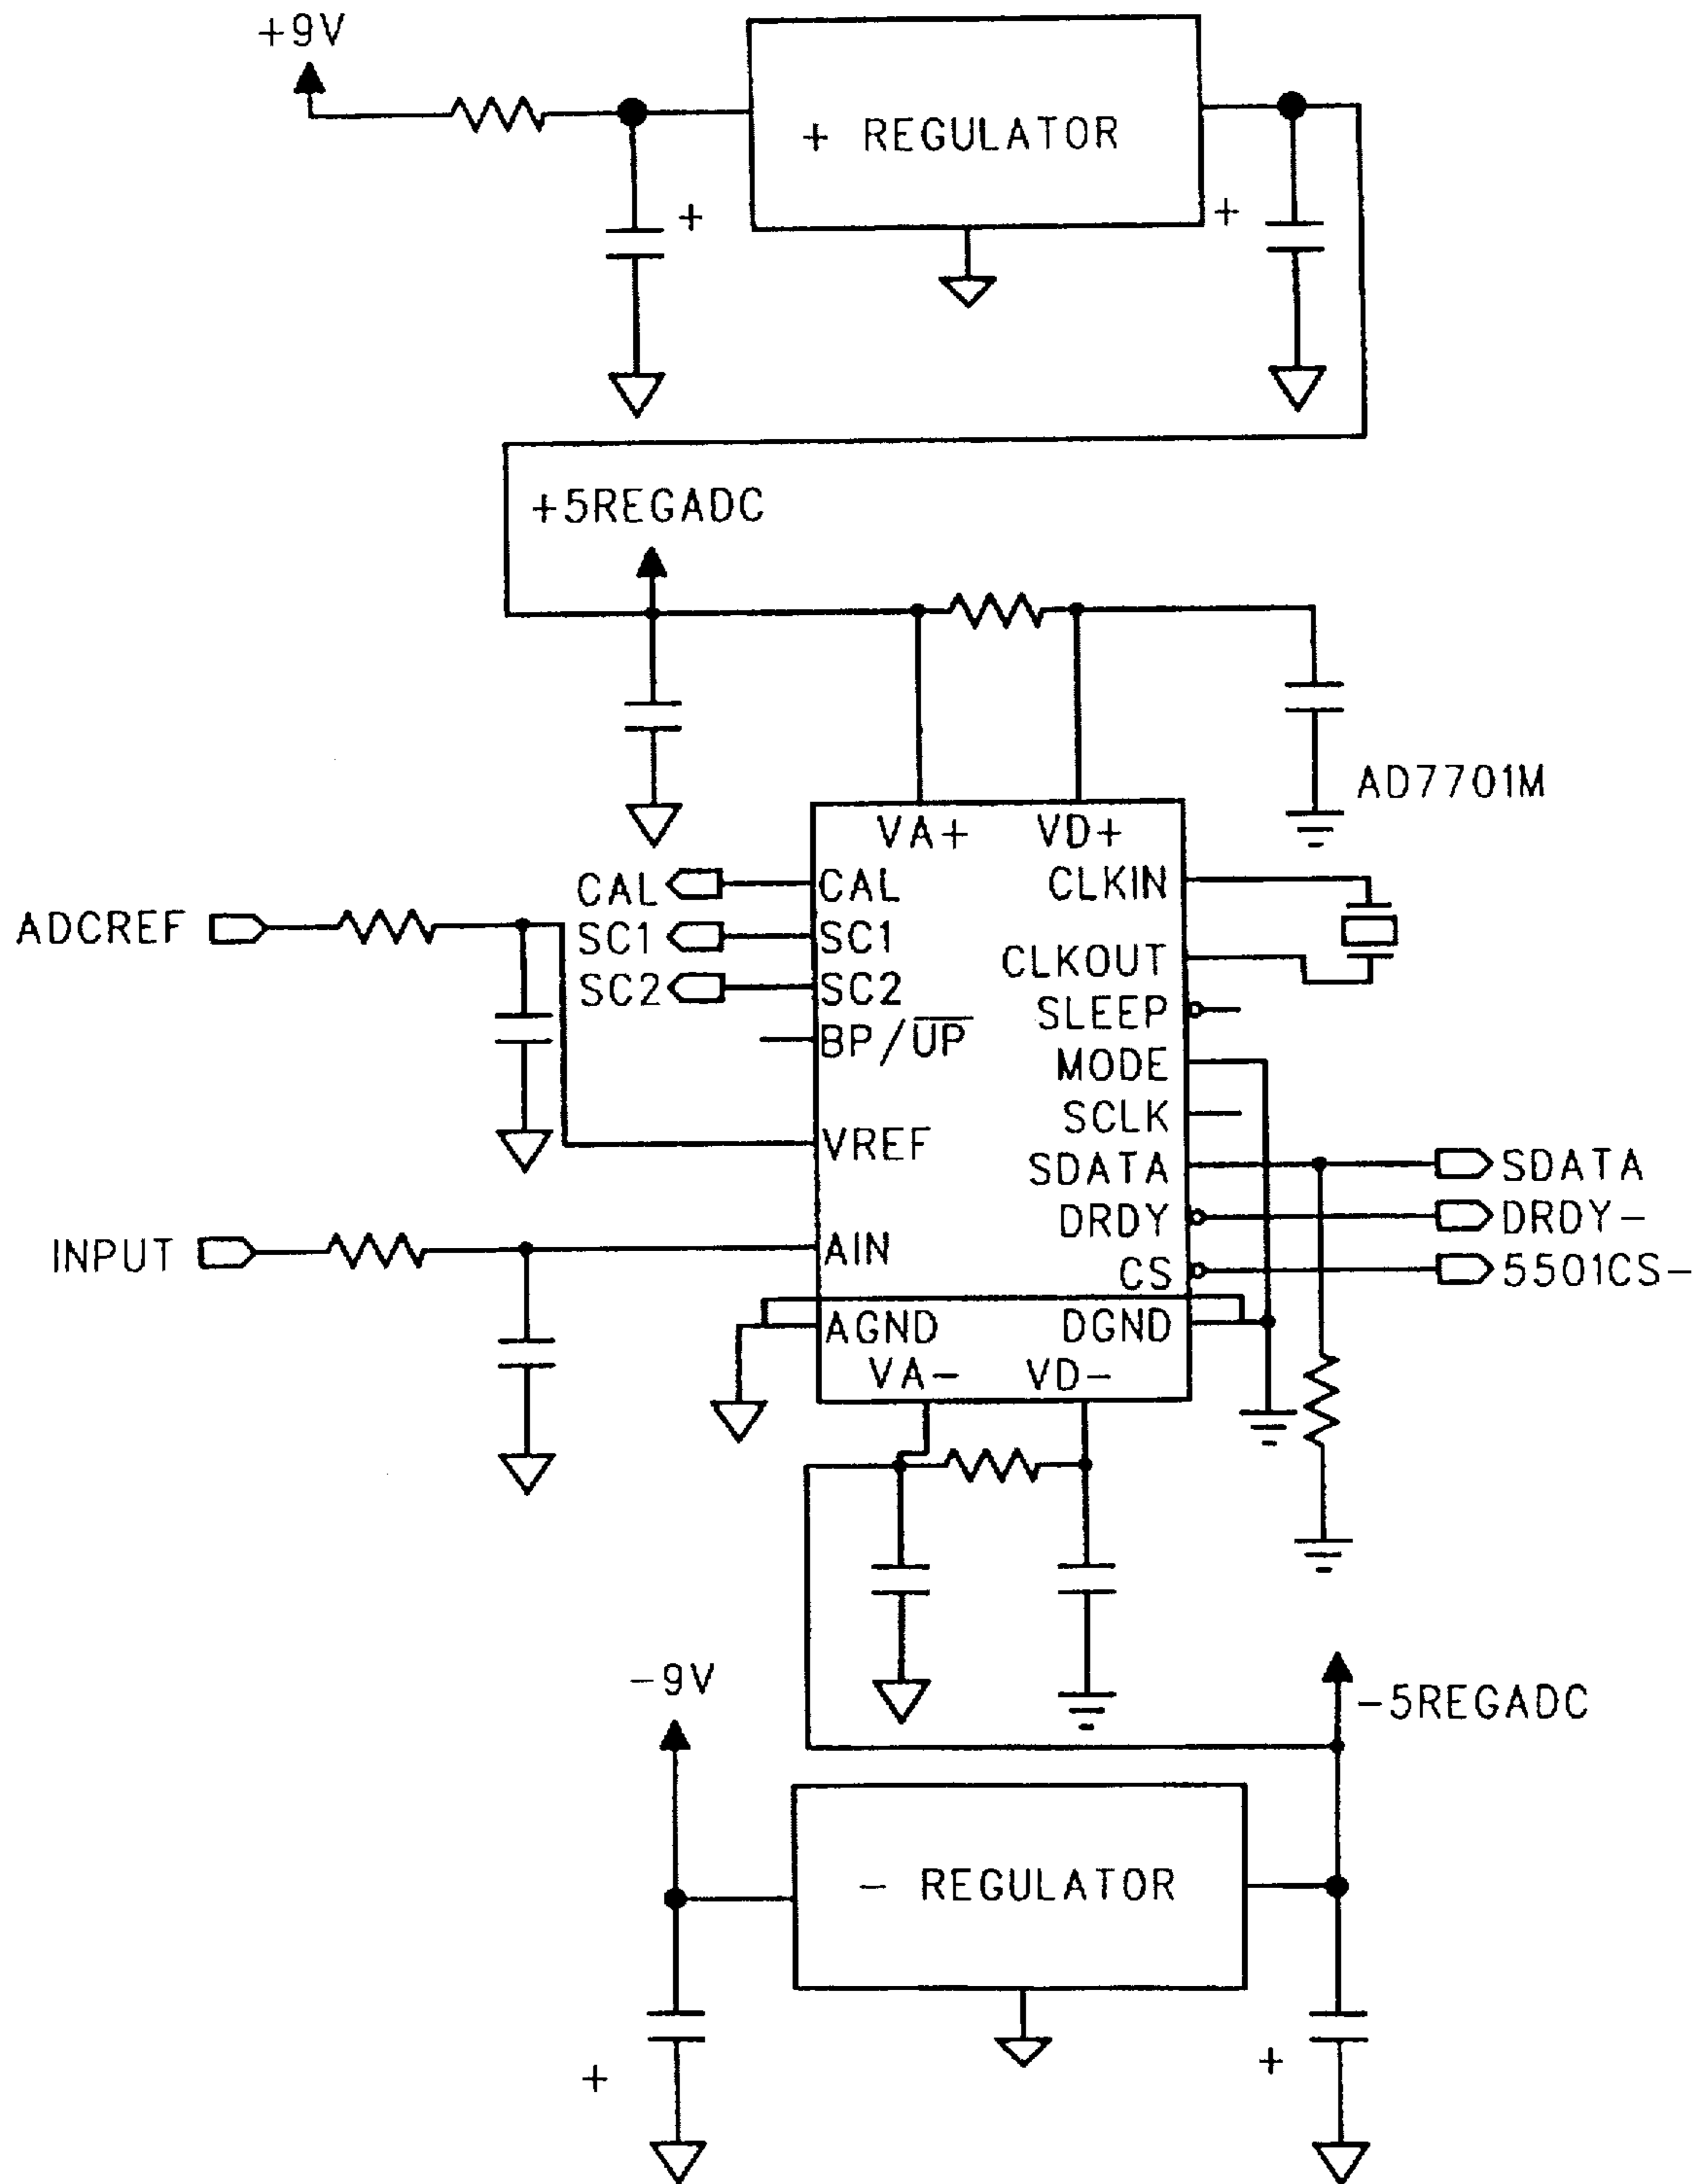 +9V
+ REGULATOR
+
+
+5REGADC
AD7701M
VA+ VD+
CAL CAL CLKIN
ADCREF SC1 SC1
CLKOUT
SC2 SC2
SLEEP
BP/UP
MODE
SCLK
VREF
SDATA SDATA
DRDY DRDY-
INPUT AIN
CS 5501CS-
AGND DGND
VA- VD-
-9V
-5REGADC
- REGULATOR
+
+